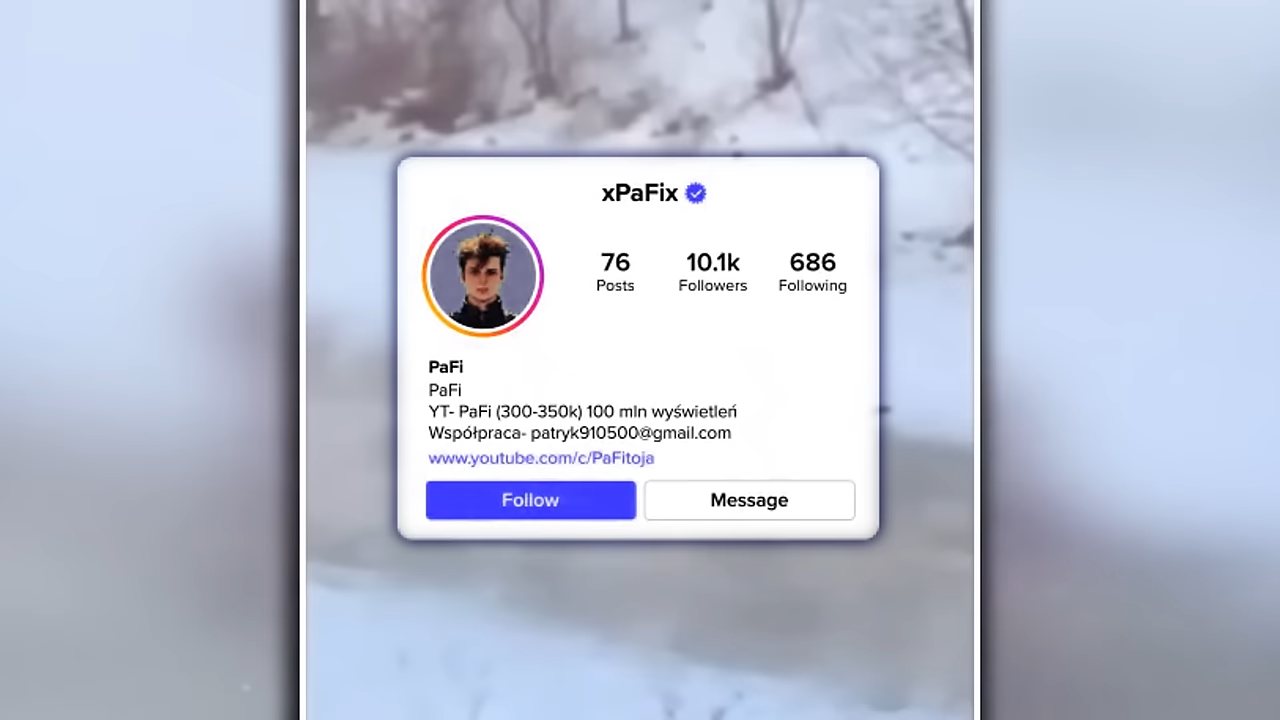 xPaFix
76 10.1k 686
Posts Followers Following
PaFi
PaFi
YT- PaFi (300-350k) 100 mln wyświetleń
Współpraca- patryk910500@gmail.com
www.youtube.com/c/PaFitoja
Follow Message